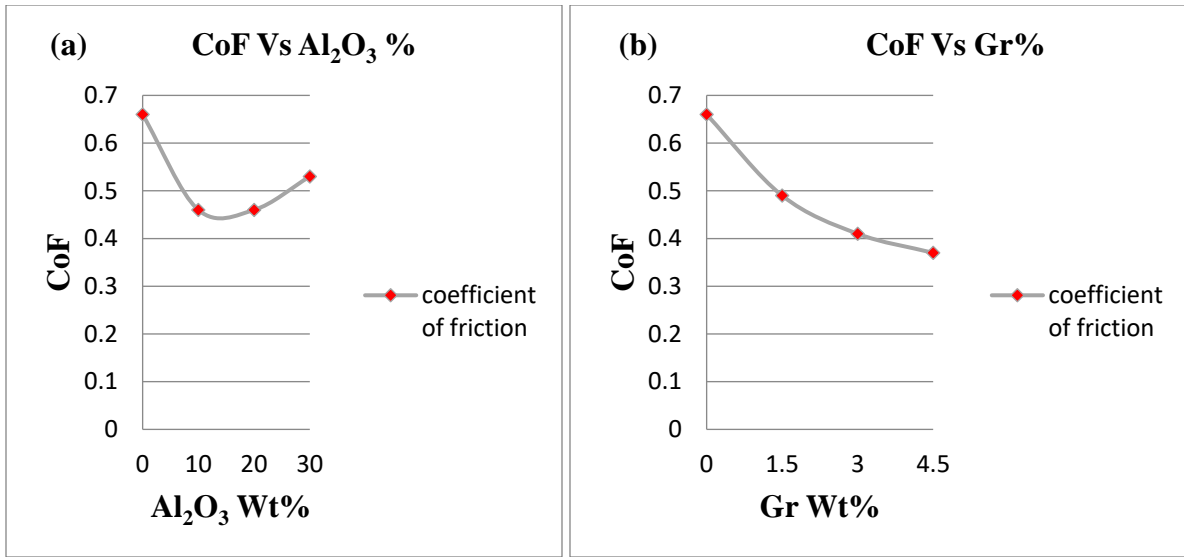 (a)
CoF Vs Al₂O₃ %
0.7
0.6
0.5
0.4
0.3
0.2
0.1
0
CoF
0 10 20 30
Al₂O₃ Wt%
coefficient
of friction
(b)
CoF Vs Gr%
0.7
0.6
0.5
0.4
0.3
0.2
0.1
0
CoF
0 1.5 3 4.5
Gr Wt%
coefficient
of friction